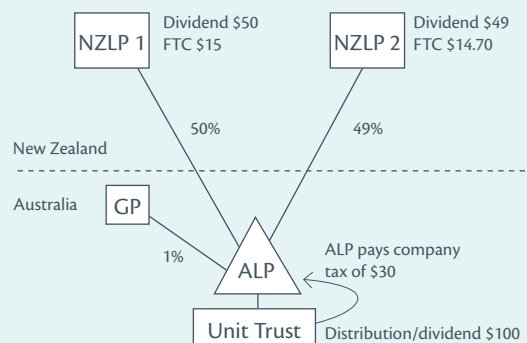 NZLP 1
Dividend $50
FTC $15
NZLP 2
Dividend $49
FTC $14.70
50%
49%
New Zealand
Australia
GP
1%
ALP
ALP pays company
tax of $30
Unit Trust
Distribution/dividend $100